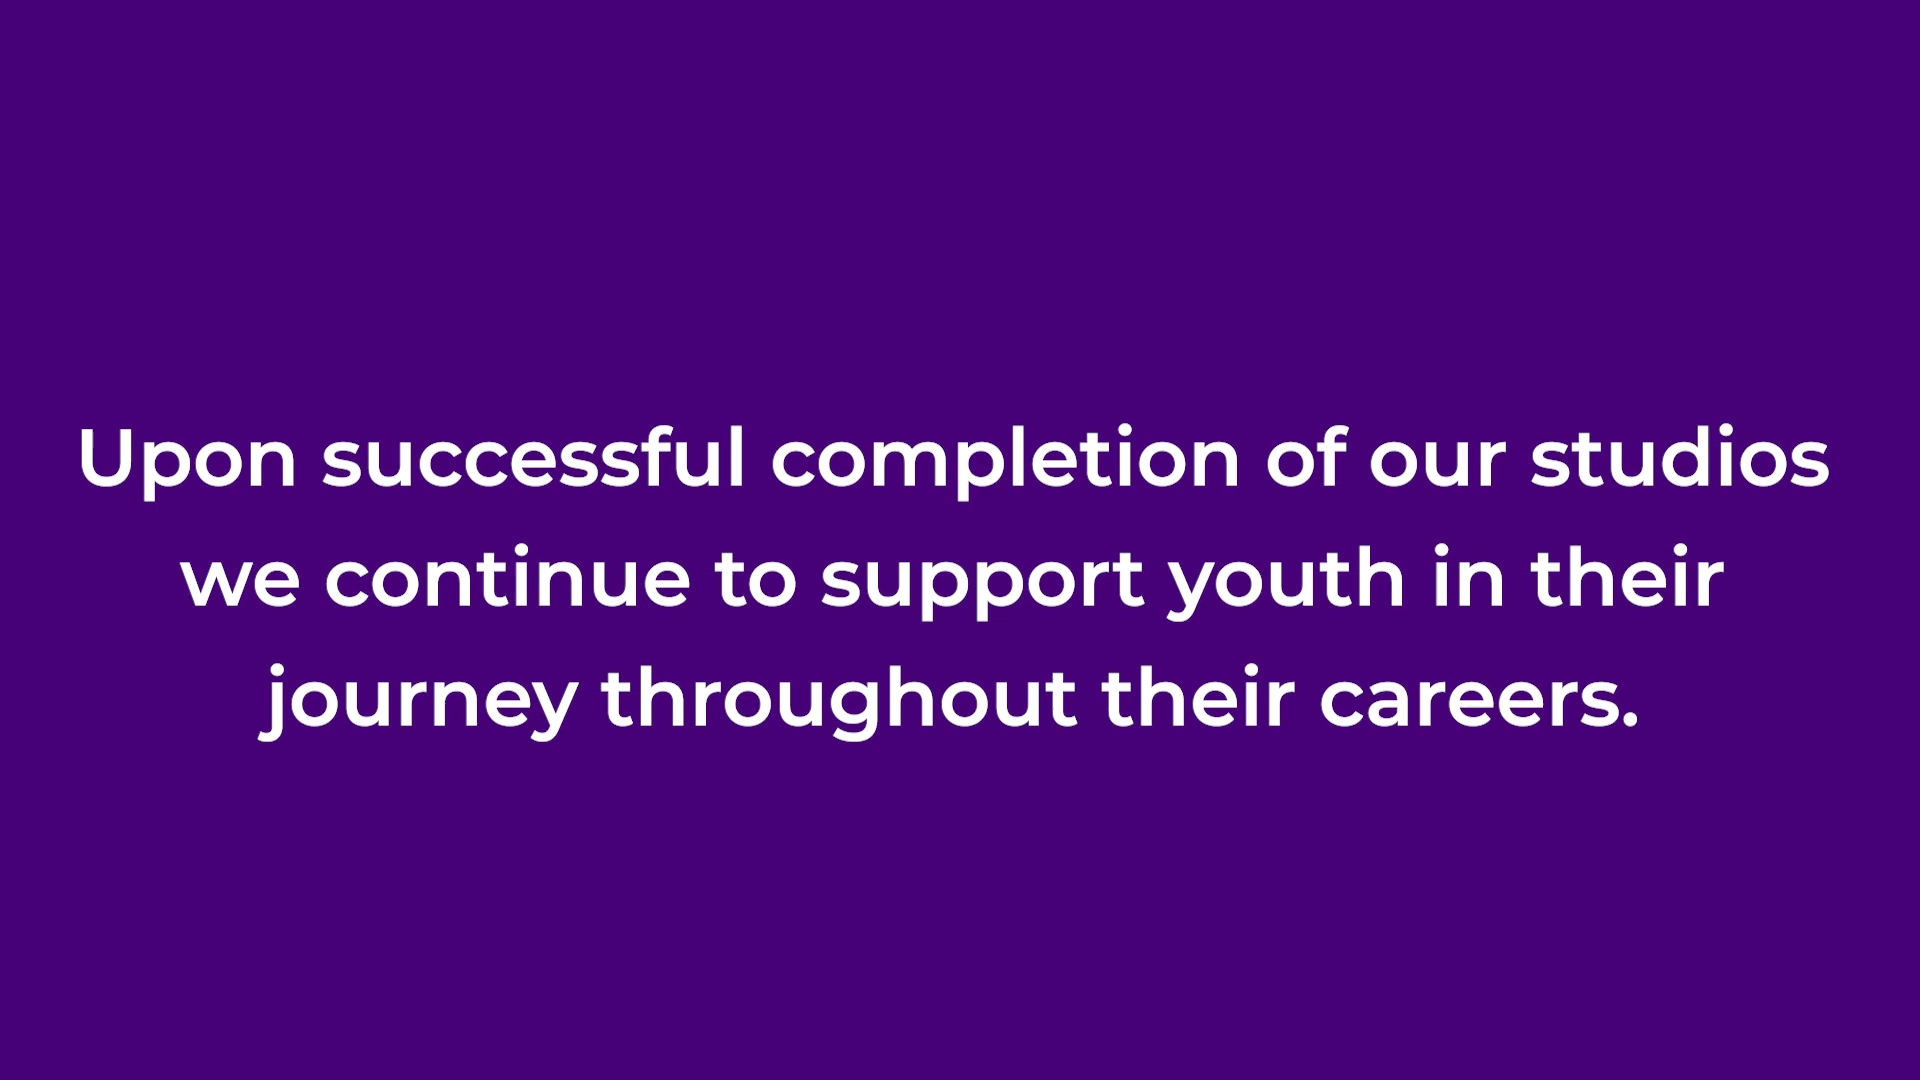 Upon successful completion of our studios
we continue to support youth in their
journey throughout their careers.